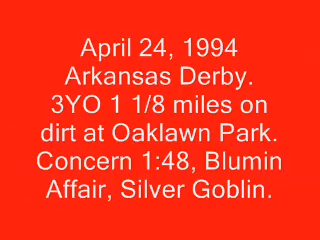 April 24, 1994
Arkansas Derby.
3YO 1 1/8 miles on
dirt at Oaklawn Park.
Concern 1:48, Blumin
Affair, Silver Goblin.